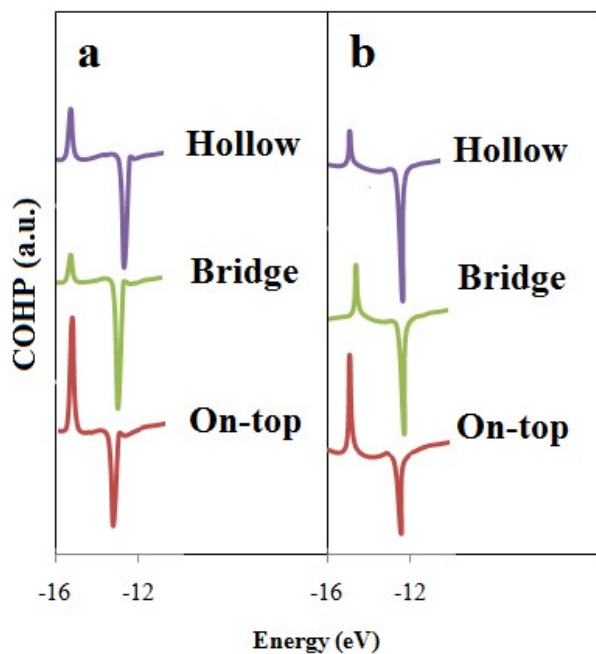 a
b
Hollow
Hollow
Bridge
Bridge
COHP (a.u.)
On-top
On-top
-16
-12
-16
-12
Energy (eV)